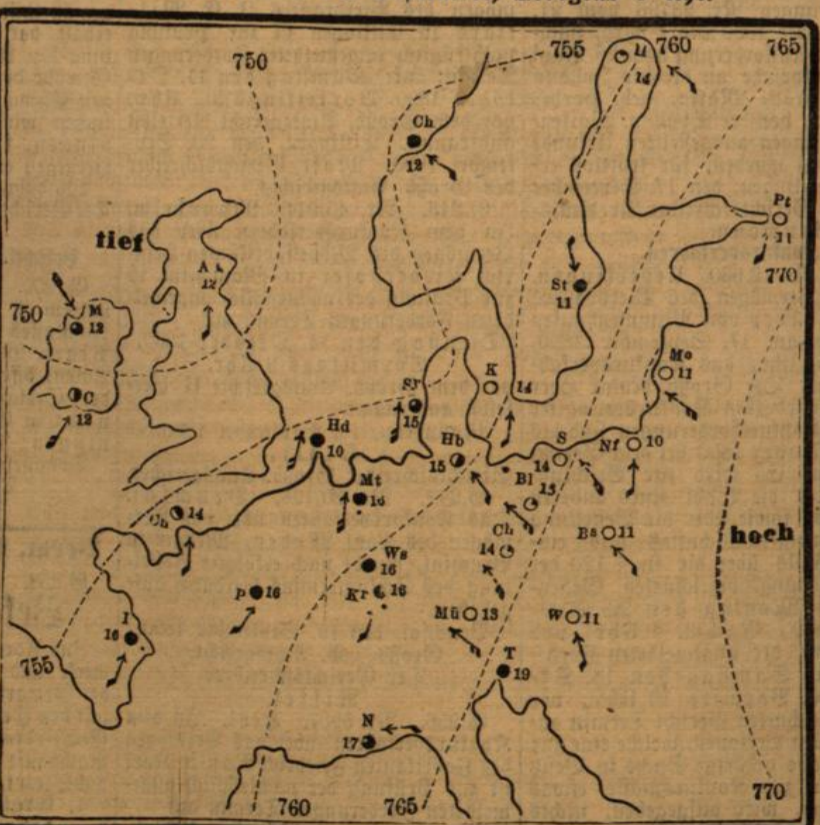 750
755
760
765
H
14
Ch
12
Pt
11
770
tief
A
12
St
11
750
M
12
C
12
Mo
11
K
14
Sy
15
Hd
10
Hb
15
S
14
Nf
10
Bl
13
Mt
16
Ch
14
Ch
14
Bs
11
hoch
Ws
16
P
16
Kr
16
Mü
13
W
11
I
16
755
T
19
N
17
760
765
770